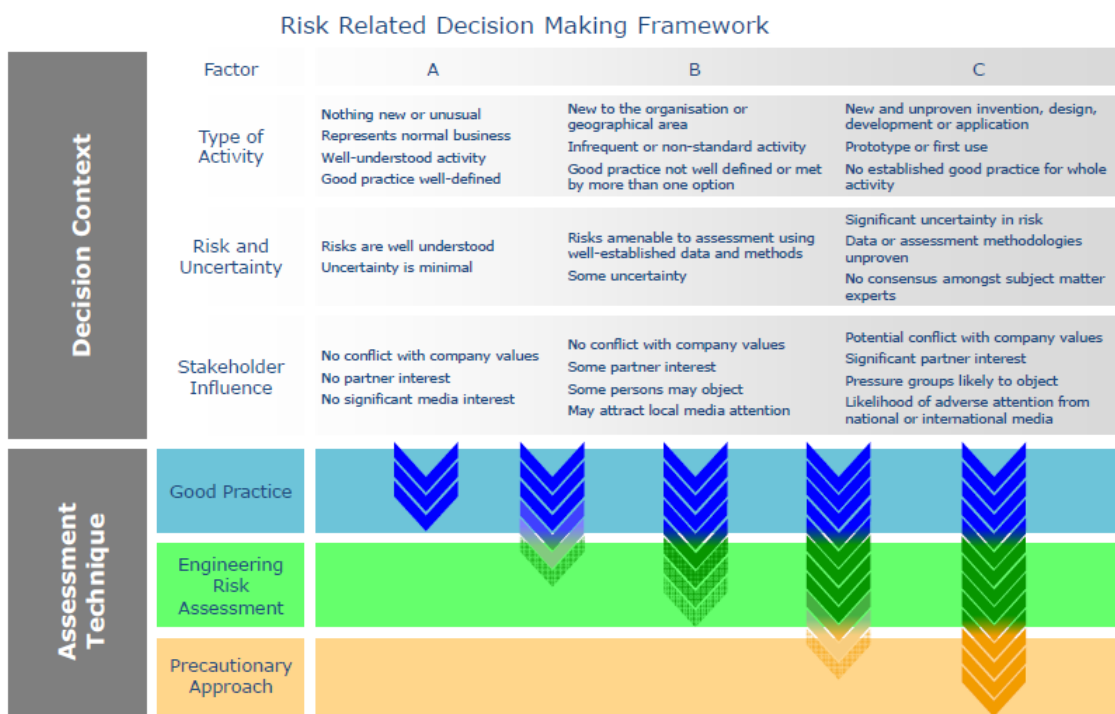 Risk Related Decision Making Framework
Decision Context
Factor
A
B
C
Type of
Activity
Nothing new or unusual
Represents normal business
Well-understood activity
Good practice well-defined
New to the organisation or
geographical area
Infrequent or non-standard activity
Good practice not well defined or met
by more than one option
New and unproven invention, design,
development or application
Prototype or first use
No established good practice for whole
activity
Risk and
Uncertainty
Risks are well understood
Uncertainty is minimal
Risks amenable to assessment using
well-established data and methods
Some uncertainty
Significant uncertainty in risk
Data or assessment methodologies
unproven
No consensus amongst subject matter
experts
Stakeholder
Influence
No conflict with company values
No partner interest
No significant media interest
No conflict with company values
Some partner interest
Some persons may object
May attract local media attention
Potential conflict with company values
Significant partner interest
Pressure groups likely to object
Likelihood of adverse attention from
national or international media
Assessment
Technique
Good Practice
Engineering
Risk
Assessment
Precautionary
Approach